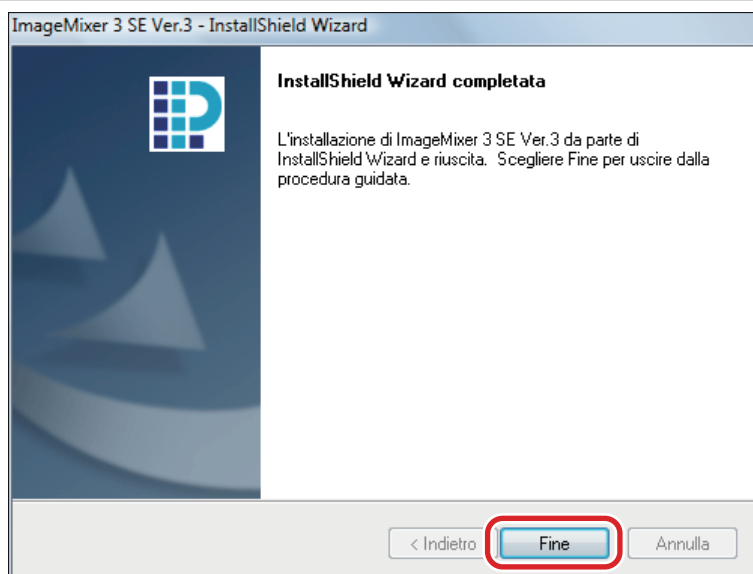 ImageMixer 3 SE Ver.3 - InstallShield Wizard
InstallShield Wizard completata
L'installazione di ImageMixer 3 SE Ver.3 da parte di
InstallShield Wizard e riuscita. Scegliere Fine per uscire dalla
procedura guidata.
< Indietro Fine Annulla